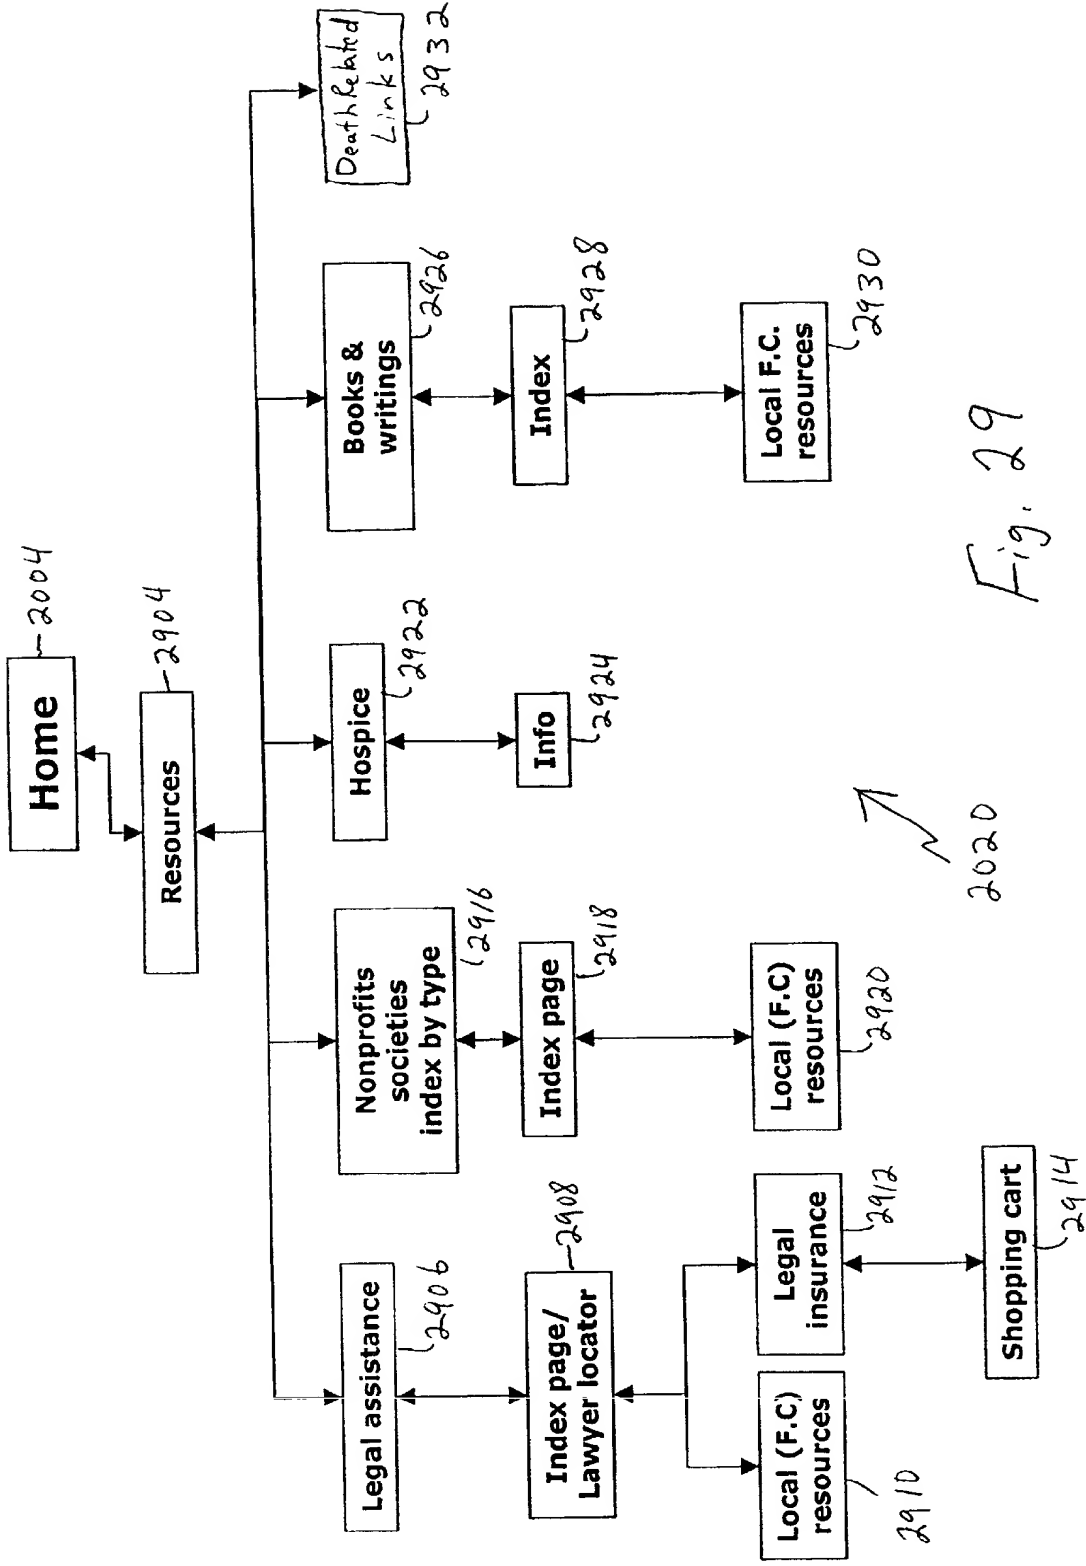 Home
2004
Resources
2904
Legal assistance
2906
Nonprofits
societies
index by type
2916
Hospice
2922
Books &
writings
2926
Death Related
Links
2932
Index page/
Lawyer locator
2908
Index page
2918
Info
2924
Index
2928
Local (F.C)
resources
2910
Legal
insurance
2912
Local (F.C)
resources
2920
Local F.C.
resources
2930
Shopping cart
2914
2020
Fig. 29